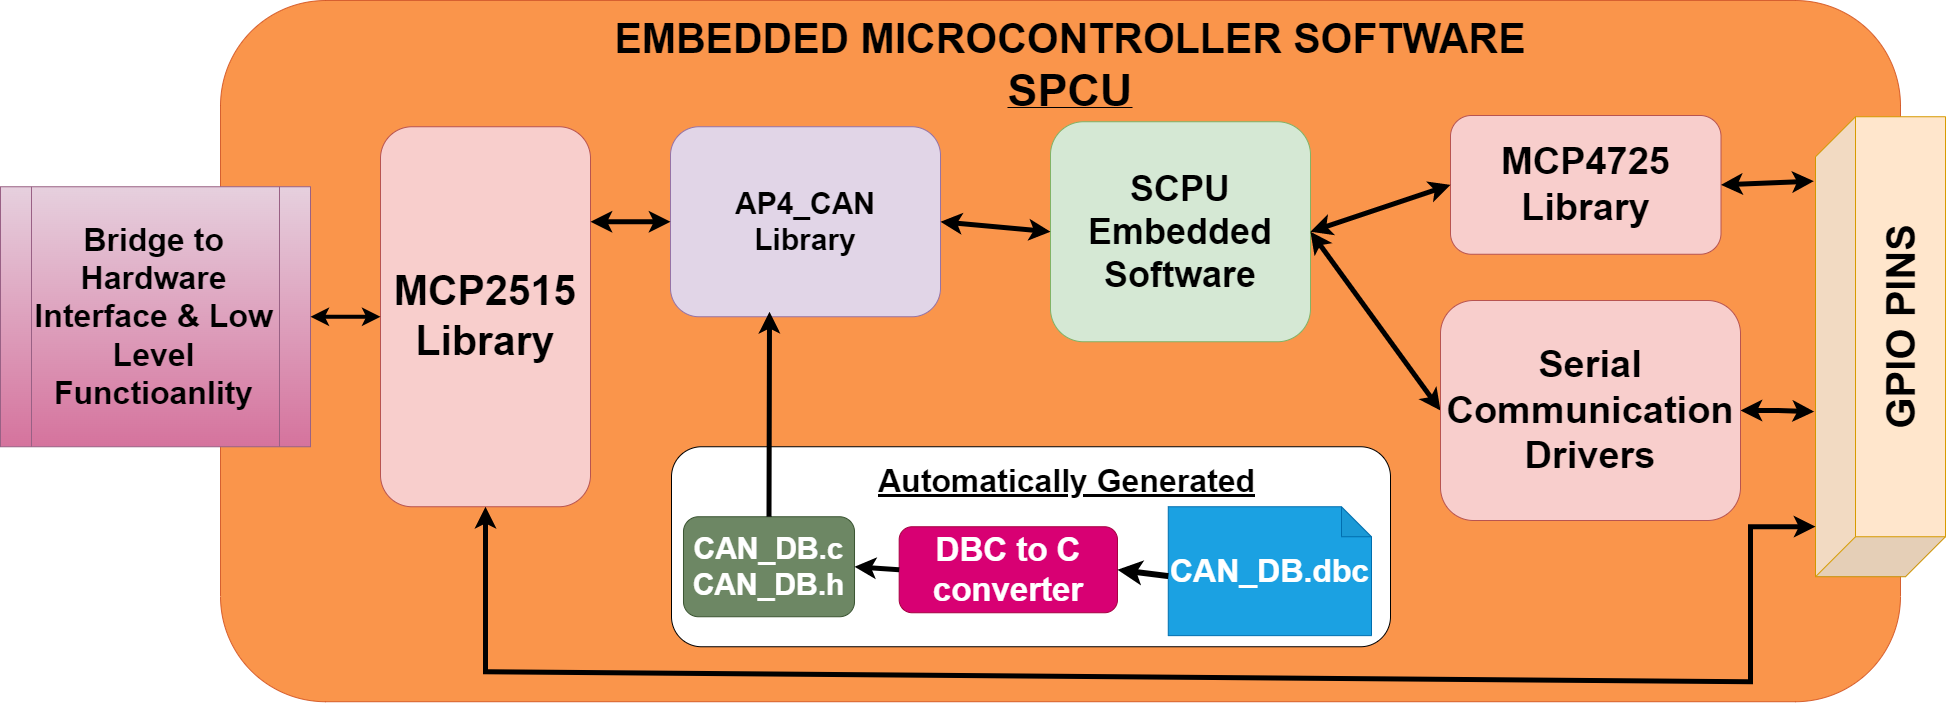 EMBEDDED MICROCONTROLLER SOFTWARE
SPCU
Bridge to
Hardware
Interface & Low
Level
Functioanlity
MCP2515
Library
AP4_CAN
Library
SCPU
Embedded
Software
MCP4725
Library
Serial
Communication
Drivers
GPIO PINS
Automatically Generated
CAN_DB.c
CAN_DB.h
DBC to C
converter
CAN_DB.dbc